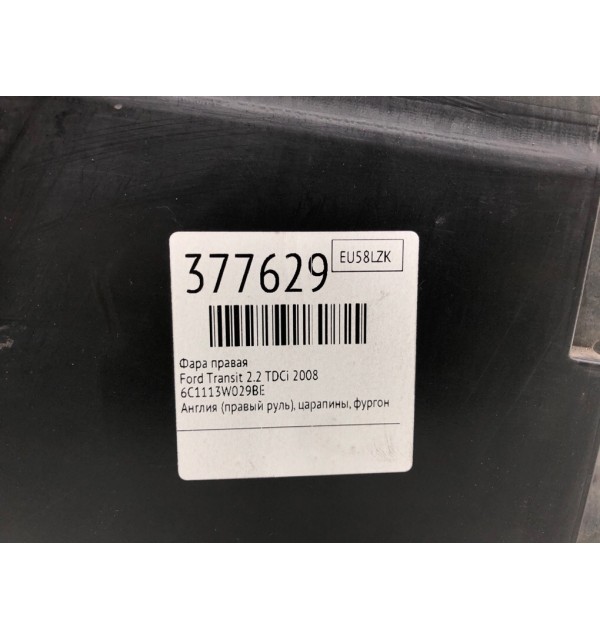 377629
EU58LZK
Фара правая
Ford Transit 2.2 TDCi 2008
6C1113W029BE
Англия (правый руль), царапины, фургон